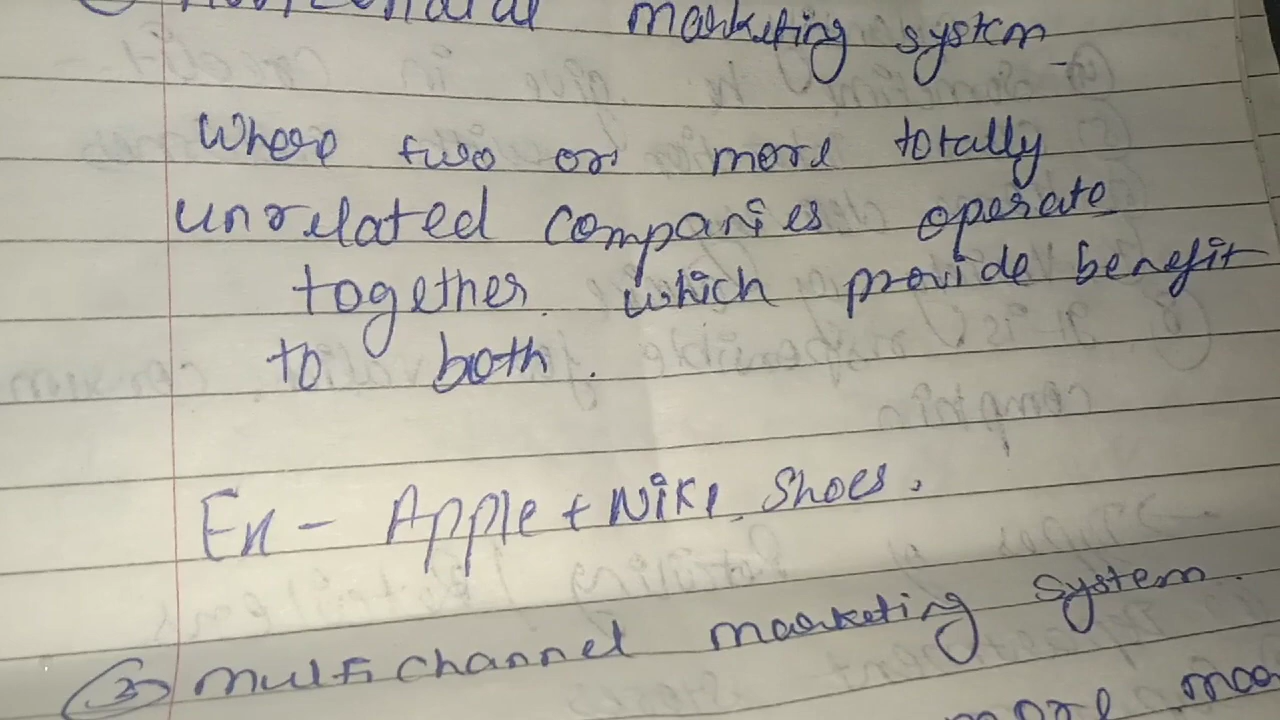 marketing system -
Where two or more totally
unrelated companies operate
together. which provide benefit
to both.
Ex - Apple + Nike Shoes.
③ multichannel marketing system.
more